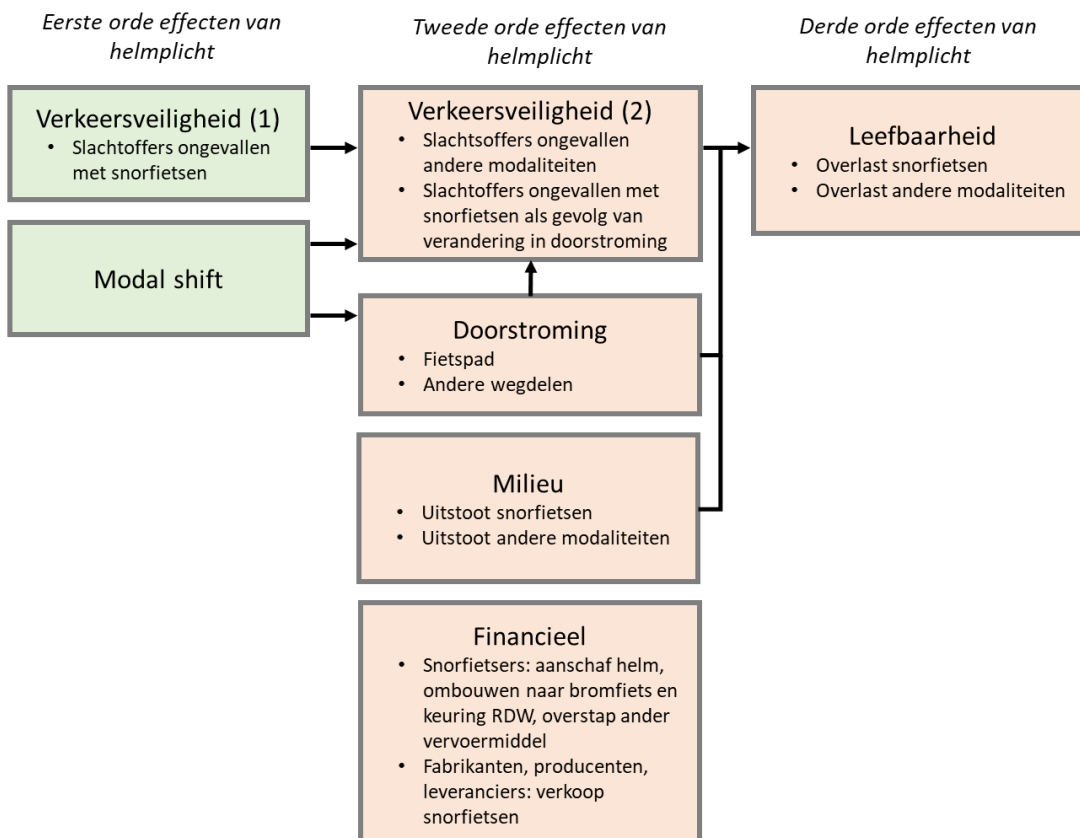 Eerste orde effecten van
helmplicht
Tweede orde effecten van
helmplicht
Derde orde effecten van
helmplicht
Verkeersveiligheid (1)
• Slachtoffers ongevallen
met snorfietsen
Modal shift
Verkeersveiligheid (2)
• Slachtsoffers ongevallen
andere modaliteiten
• Slachtoffers ongevallen met
snorfietsen als gevolg van
verandering in doorstroming
Doorstroming
• Fietspad
• Andere wegdelen
Milieu
• Uitstoot snorfietsen
• Uitstoot andere modaliteiten
Financieel
• Snorfietsers: aanschaf helm,
ombouwen naar bromfiets en
keuring RDW, overstap ander
vervoermiddel
• Fabrikanten, producenten,
leveranciers: verkoop
snorfietsen
Leefbaarheid
• Overlast snorfietsen
• Overlast andere modaliteiten